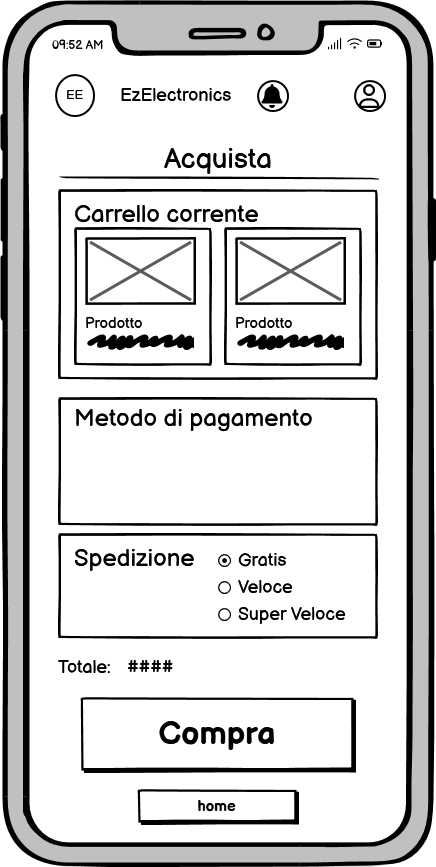 09:52 AM
EE
EzElectronics
Acquista
Carrello corrente
Prodotto
Prodotto
Metodo di pagamento
Spedizione
Gratis
Veloce
Super Veloce
Totale: ####
Compra
home